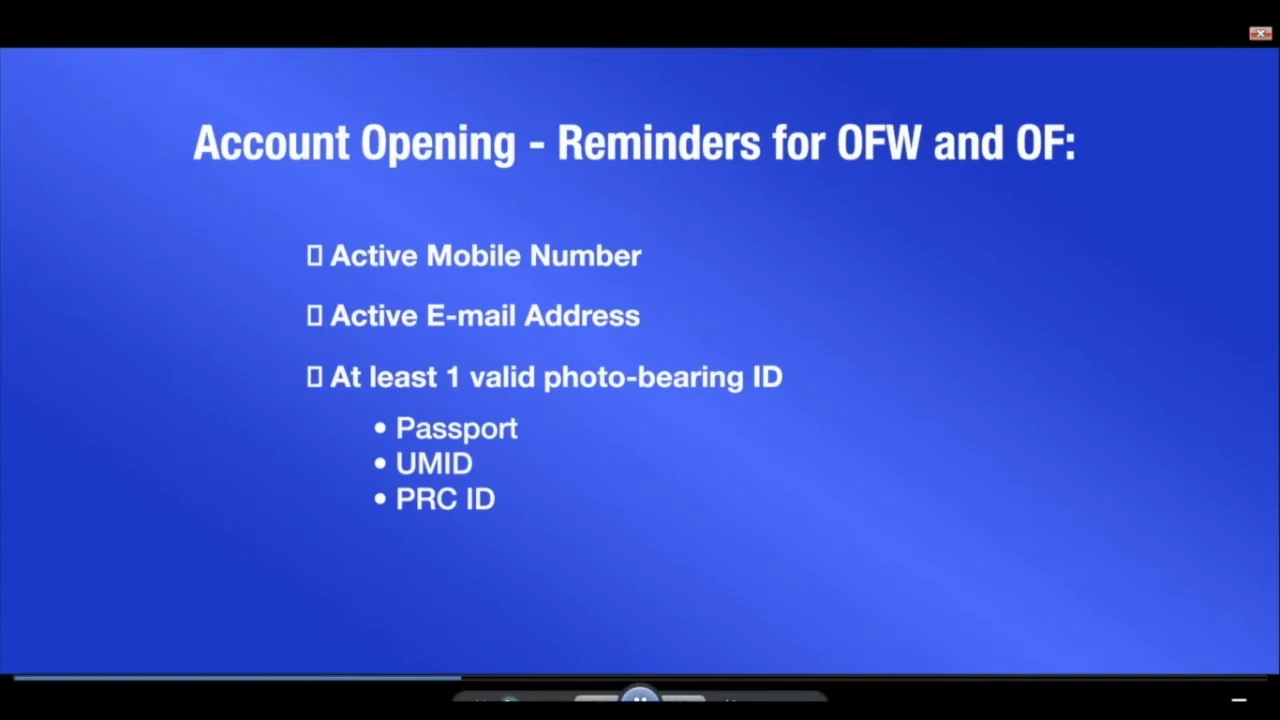 Account Opening - Reminders for OFW and OF:
Active Mobile Number
Active E-mail Address
At least 1 valid photo-bearing ID
• Passport
• UMID
• PRC ID